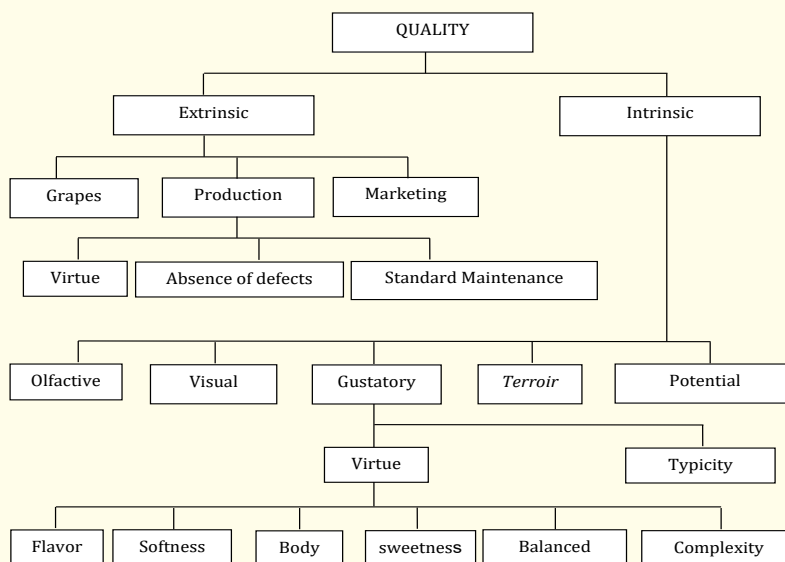 QUALITY
Extrinsic
Intrinsic
Grapes
Production
Marketing
Virtue
Absence of defects
Standard Maintenance
Olfactive
Visual
Gustatory
Terroir
Potential
Virtue
Typicity
Flavor
Softness
Body
sweetness
Balanced
Complexity